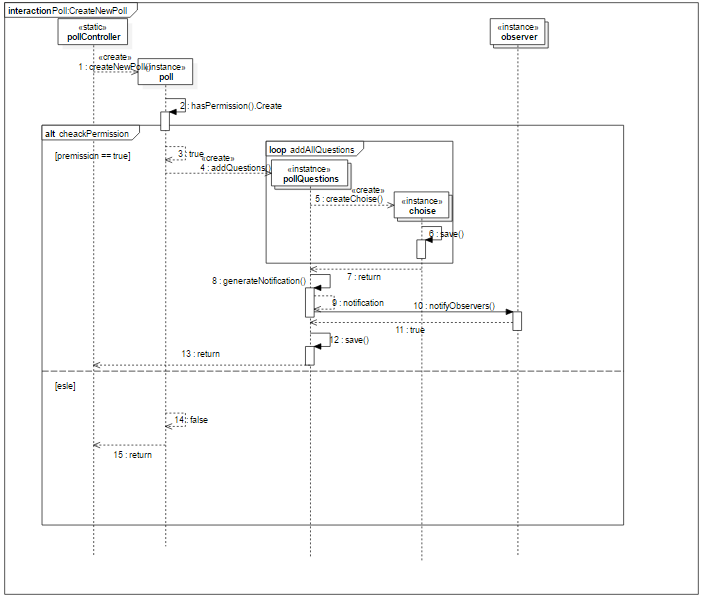 interaction Poll:CreateNewPoll
«static»
pollController
«instance»
observer
«create»
1 : createNewPoll()
«instance»
poll
2 : hasPermission().Create
alt cheackPermission
[premission == true]
3 : true
loop addAllQuestions
«create»
4 : addQuestions()
«instatnce»
pollQuestions
«create»
5 : createChoise()
«instance»
choise
6 : save()
7 : return
8 : generateNotification()
9 : notification
10 : notifyObservers()
11 : true
12 : save()
13 : return
[esle]
14 : false
15 : return